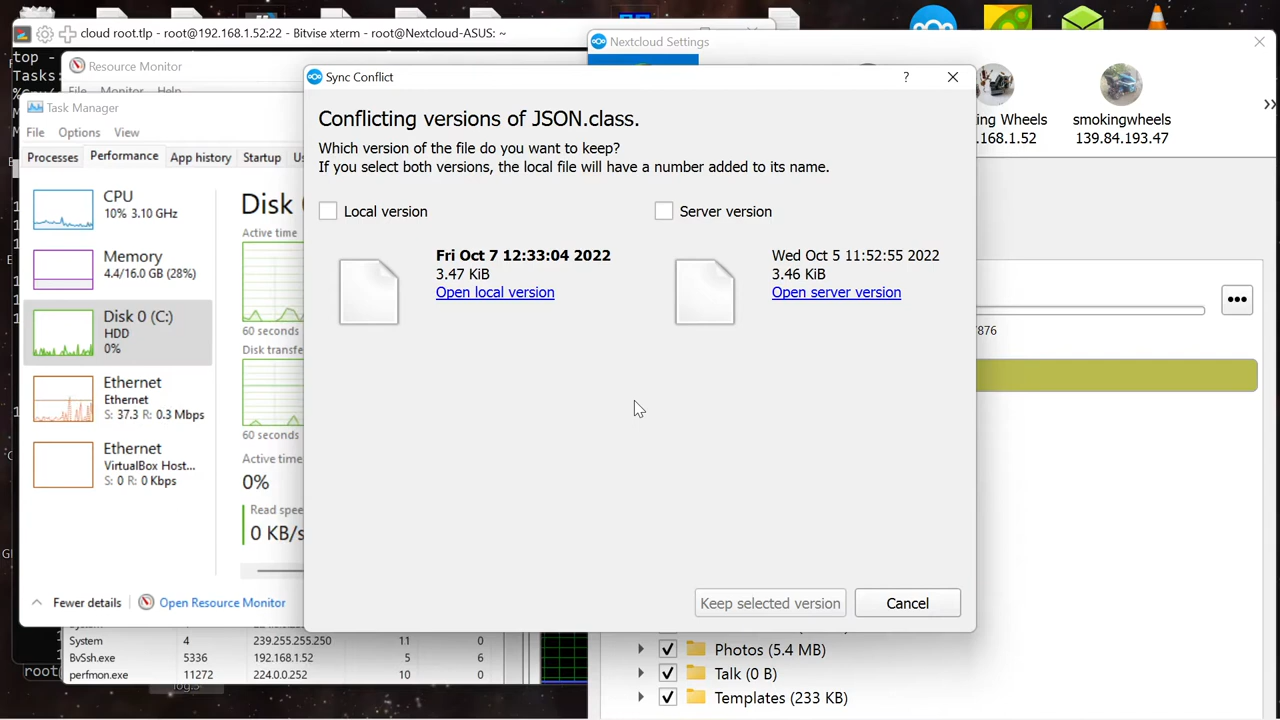 cloud root.tlp - root@192.168.1.52:22 - Bitvise xterm - root@Nextcloud-ASUS: ~
Nextcloud Settings
top -
Tasks:
Resource Monitor
File Monitor Help
Task Manager
File Options View
Processes Performance App history Startup
CPU
10% 3.10 GHz
Memory
4.4/16.0 GB (28%)
Disk 0 (C:)
HDD
0%
Ethernet
Ethernet
S: 37.3 R: 0.3 Mbps
Ethernet
VirtualBox Host...
S: 0 R: 0 Kbps
Disk
Active time
60 seconds
Disk transfe
60 seconds
Active time
0%
Read spee
0 KB/s
Fewer details
Open Resource Monitor
Sync Conflict
?
Conflicting versions of JSON.class.
Which version of the file do you want to keep?
If you select both versions, the local file will have a number added to its name.
Local version
Fri Oct 7 12:33:04 2022
3.47 KiB
Open local version
Server version
Wed Oct 5 11:52:55 2022
3.46 KiB
Open server version
Keep selected version
Cancel
ing Wheels
.168.1.52
smokingwheels
139.84.193.47
»
•••
System 4 239.255.255.250 11 0
BvSsh.exe 5336 192.168.1.52 5 6
perfmon.exe 11272 224.0.0.252 10 0
root@
Photos (5.4 MB)
Talk (0 B)
Templates (233 KB)